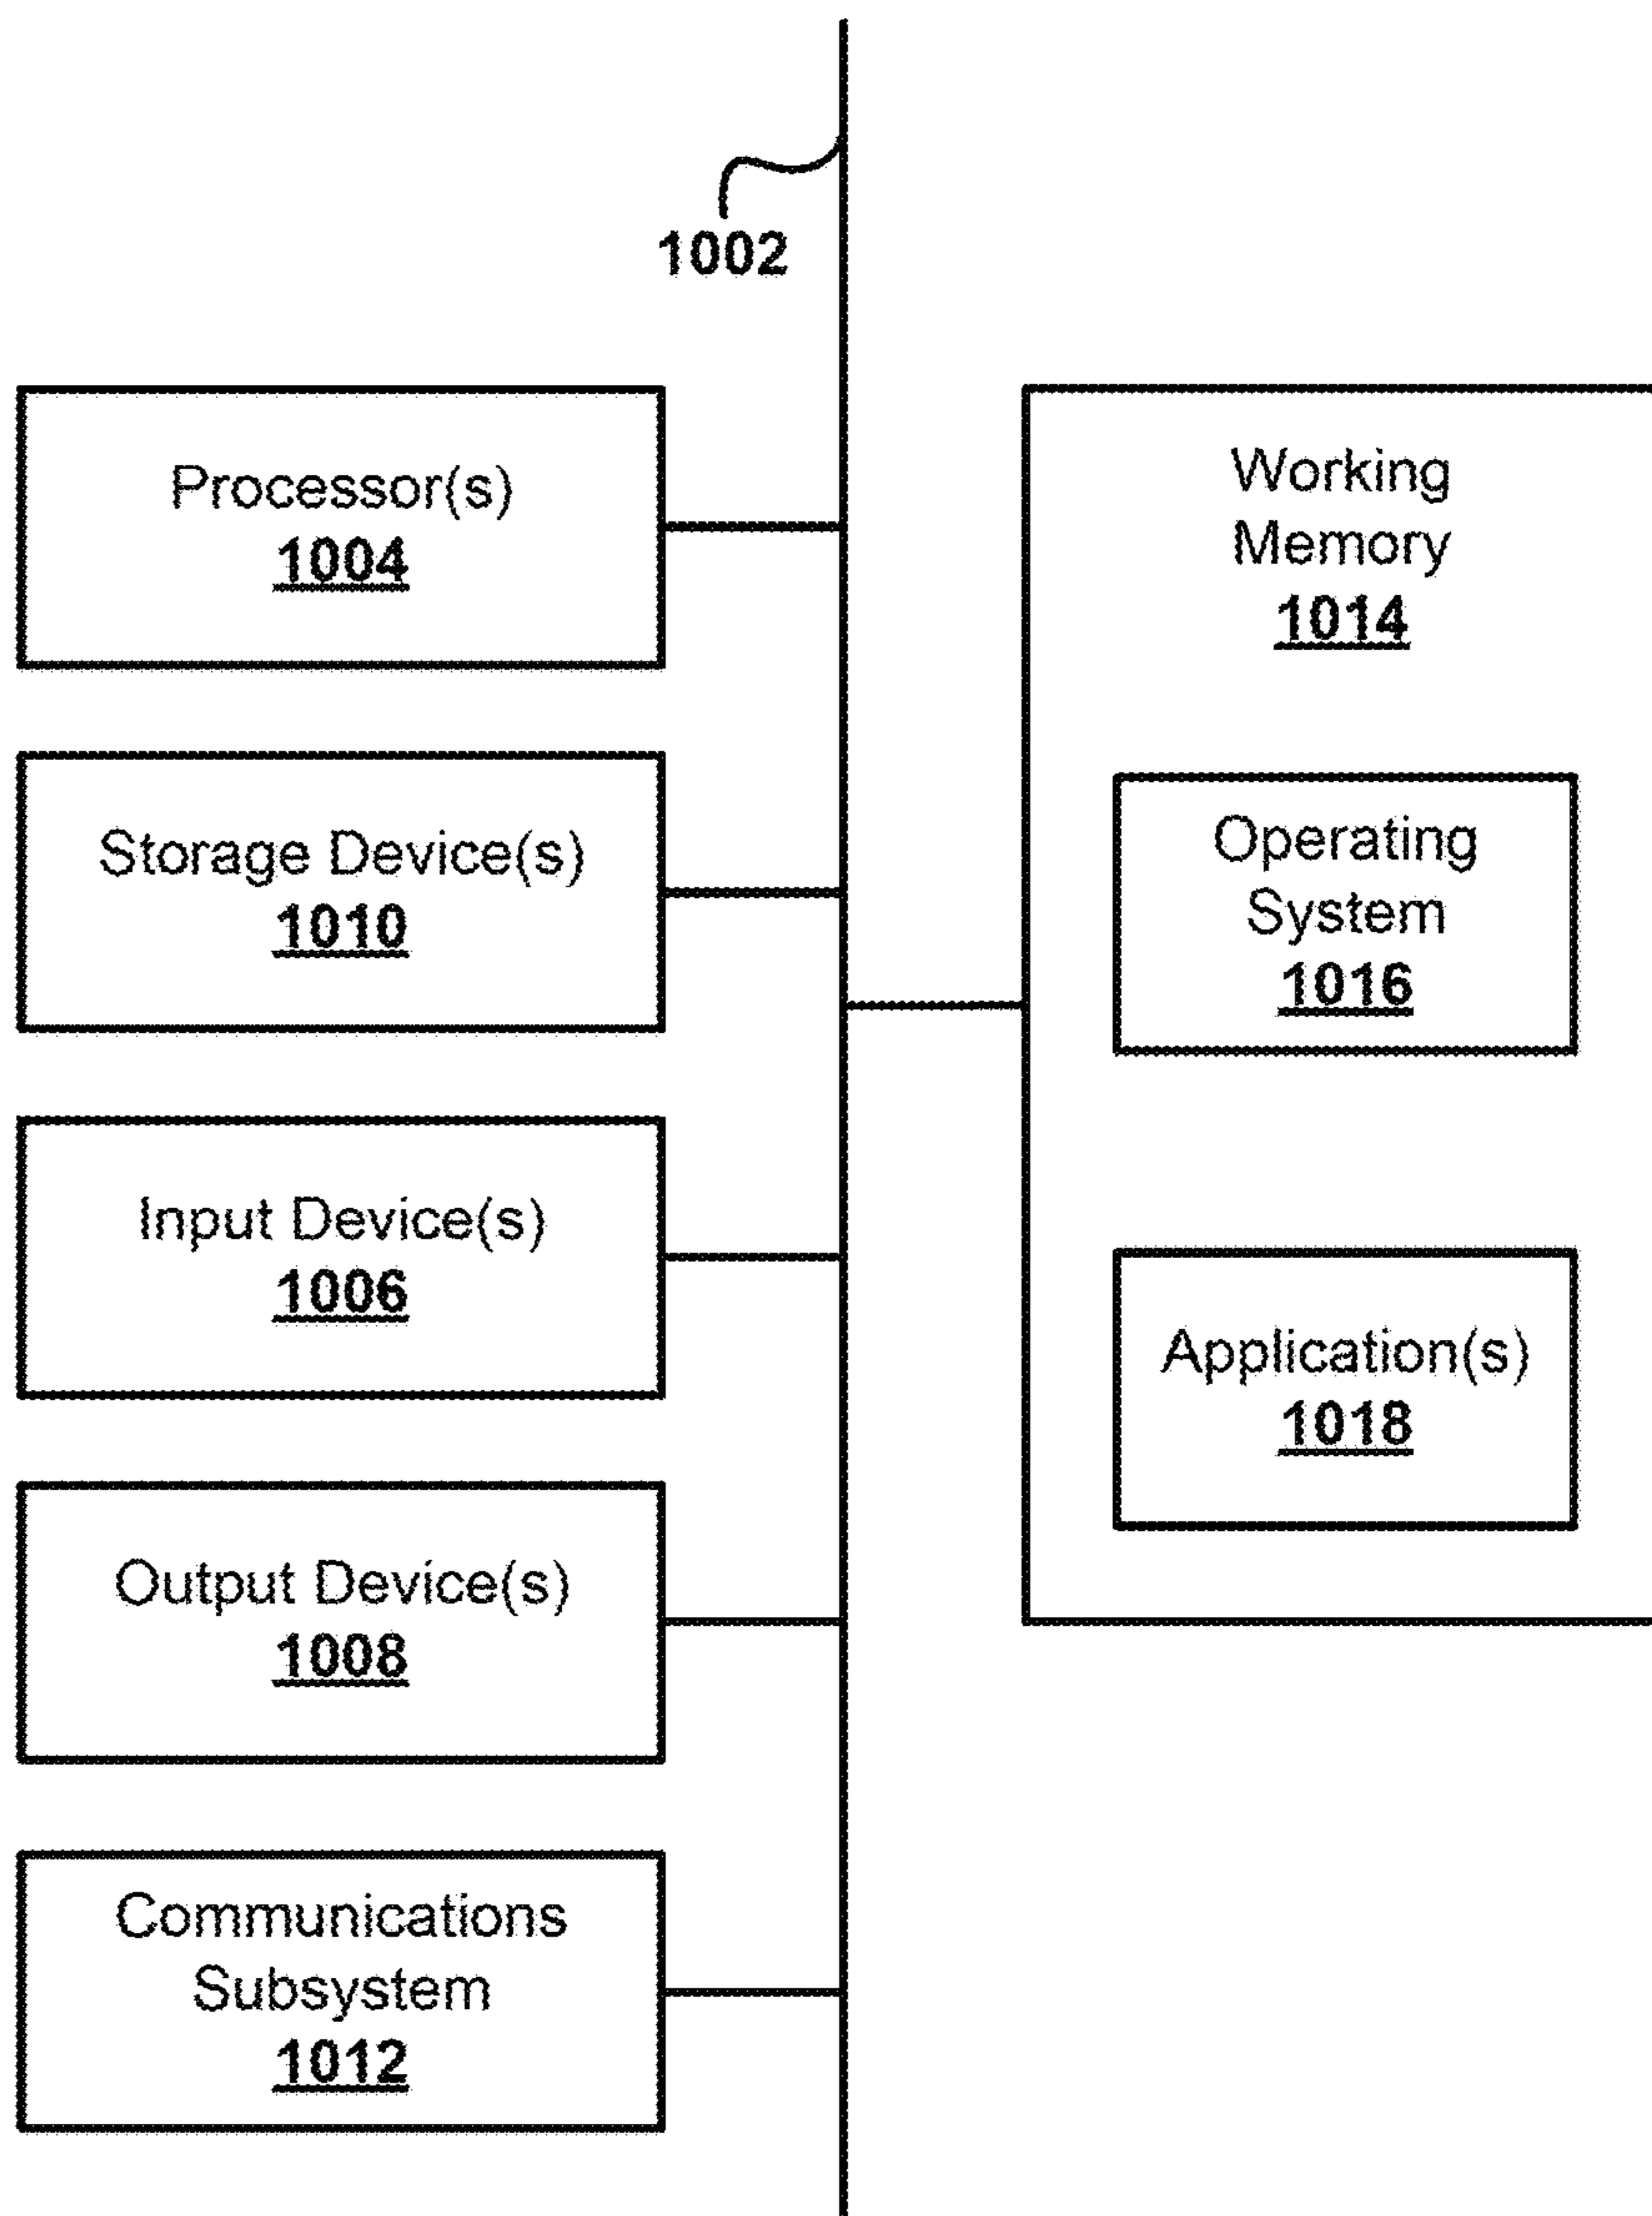 1002
Processor(s)
1004
Storage Device(s)
1010
Input Device(s)
1006
Output Device(s)
1008
Communications
Subsystem
1012
Working
Memory
1014
Operating
System
1016
Application(s)
1018